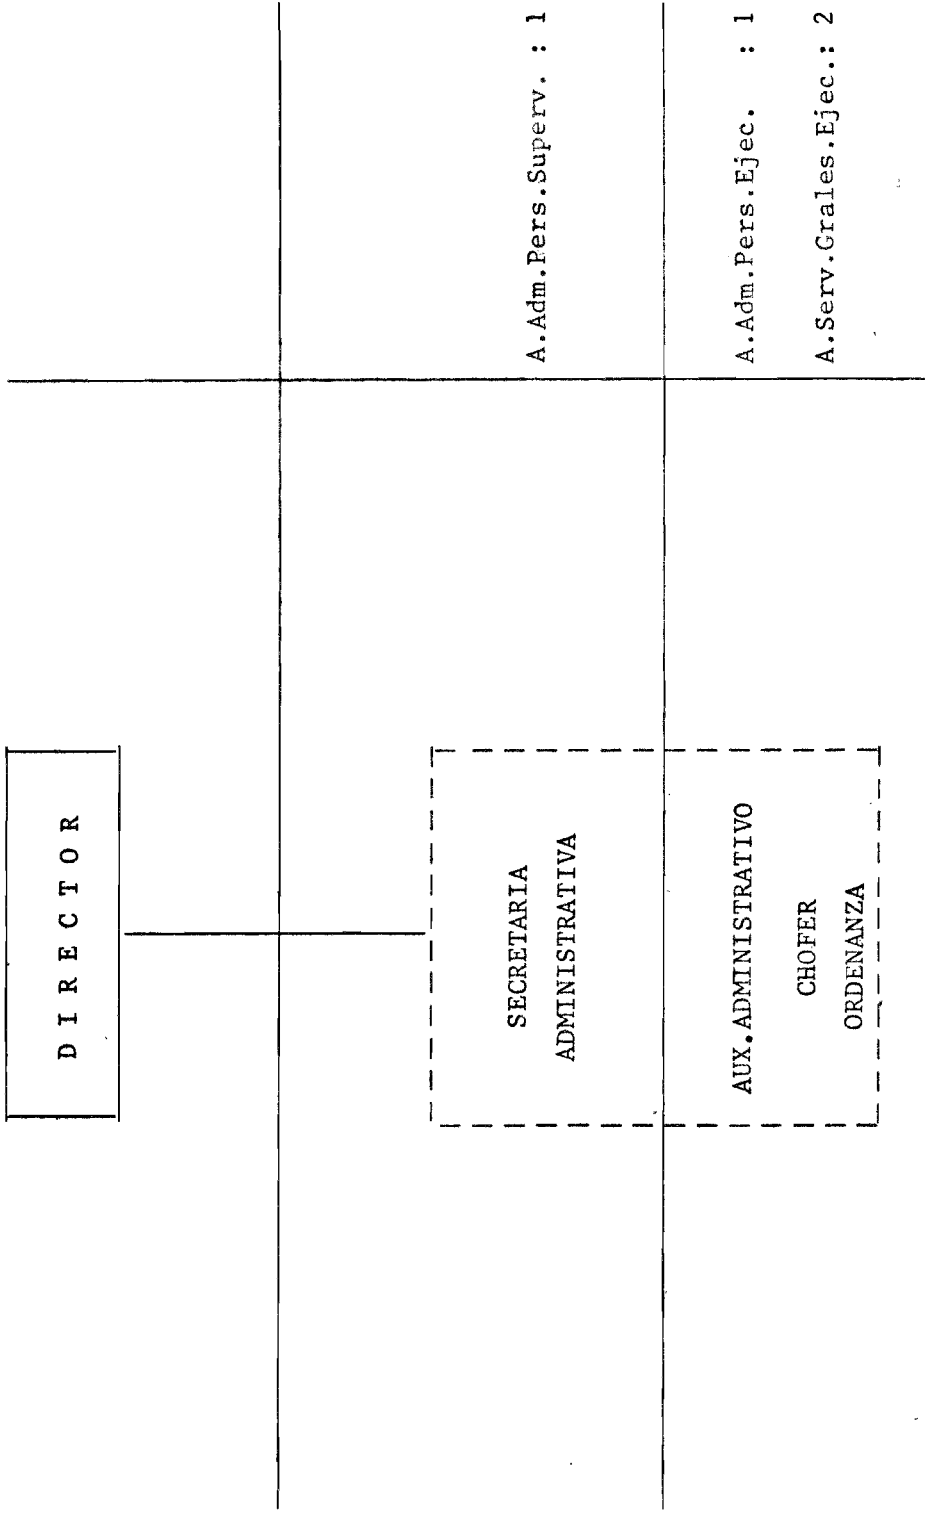 D I R E C T O R
SECRETARIA
ADMINISTRATIVA
A.Adm.Pers.Superv. : 1
AUX.ADMINISTRATIVO
CHOFER
ORDENANZA
A.Adm.Pers.Ejec. : 1
A.Serv.Grales.Ejec.: 2